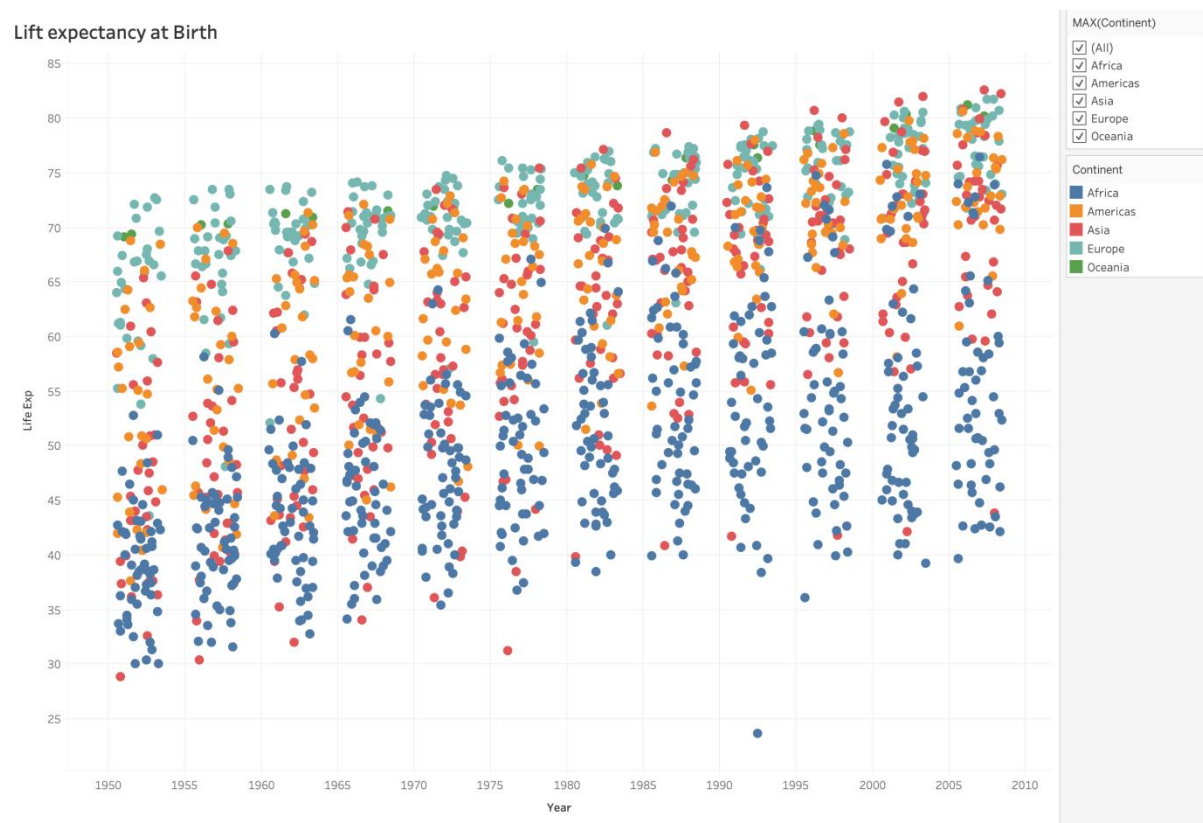 Lift expectancy at Birth
85
80
75
70
65
60
55
50
45
40
35
30
25
Life Exp
1950 1955 1960 1965 1970 1975 1980 1985 1990 1995 2000 2005 2010
Year
MAX(Continent)
(All)
Africa
Americas
Asia
Europe
Oceania
Continent
Africa
Americas
Asia
Europe
Oceania